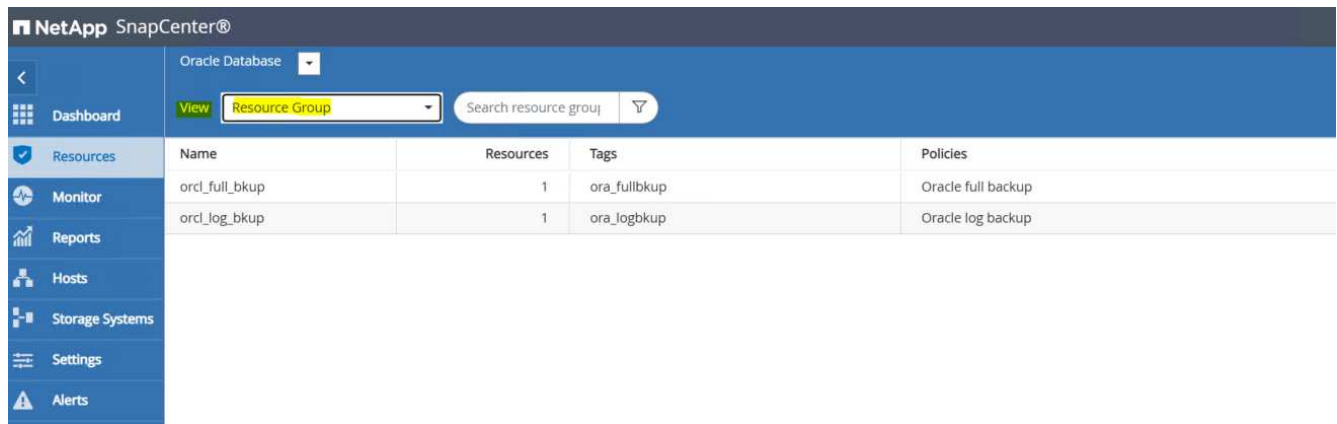 NetApp SnapCenter®
Oracle Database
View Resource Group Search resource group
Dashboard
Resources
Monitor
Reports
Hosts
Storage Systems
Settings
Alerts
Name Resources Tags Policies
orcl_full_bkup 1 ora_fullbkup Oracle full backup
orcl_log_bkup 1 ora_logbkup Oracle log backup